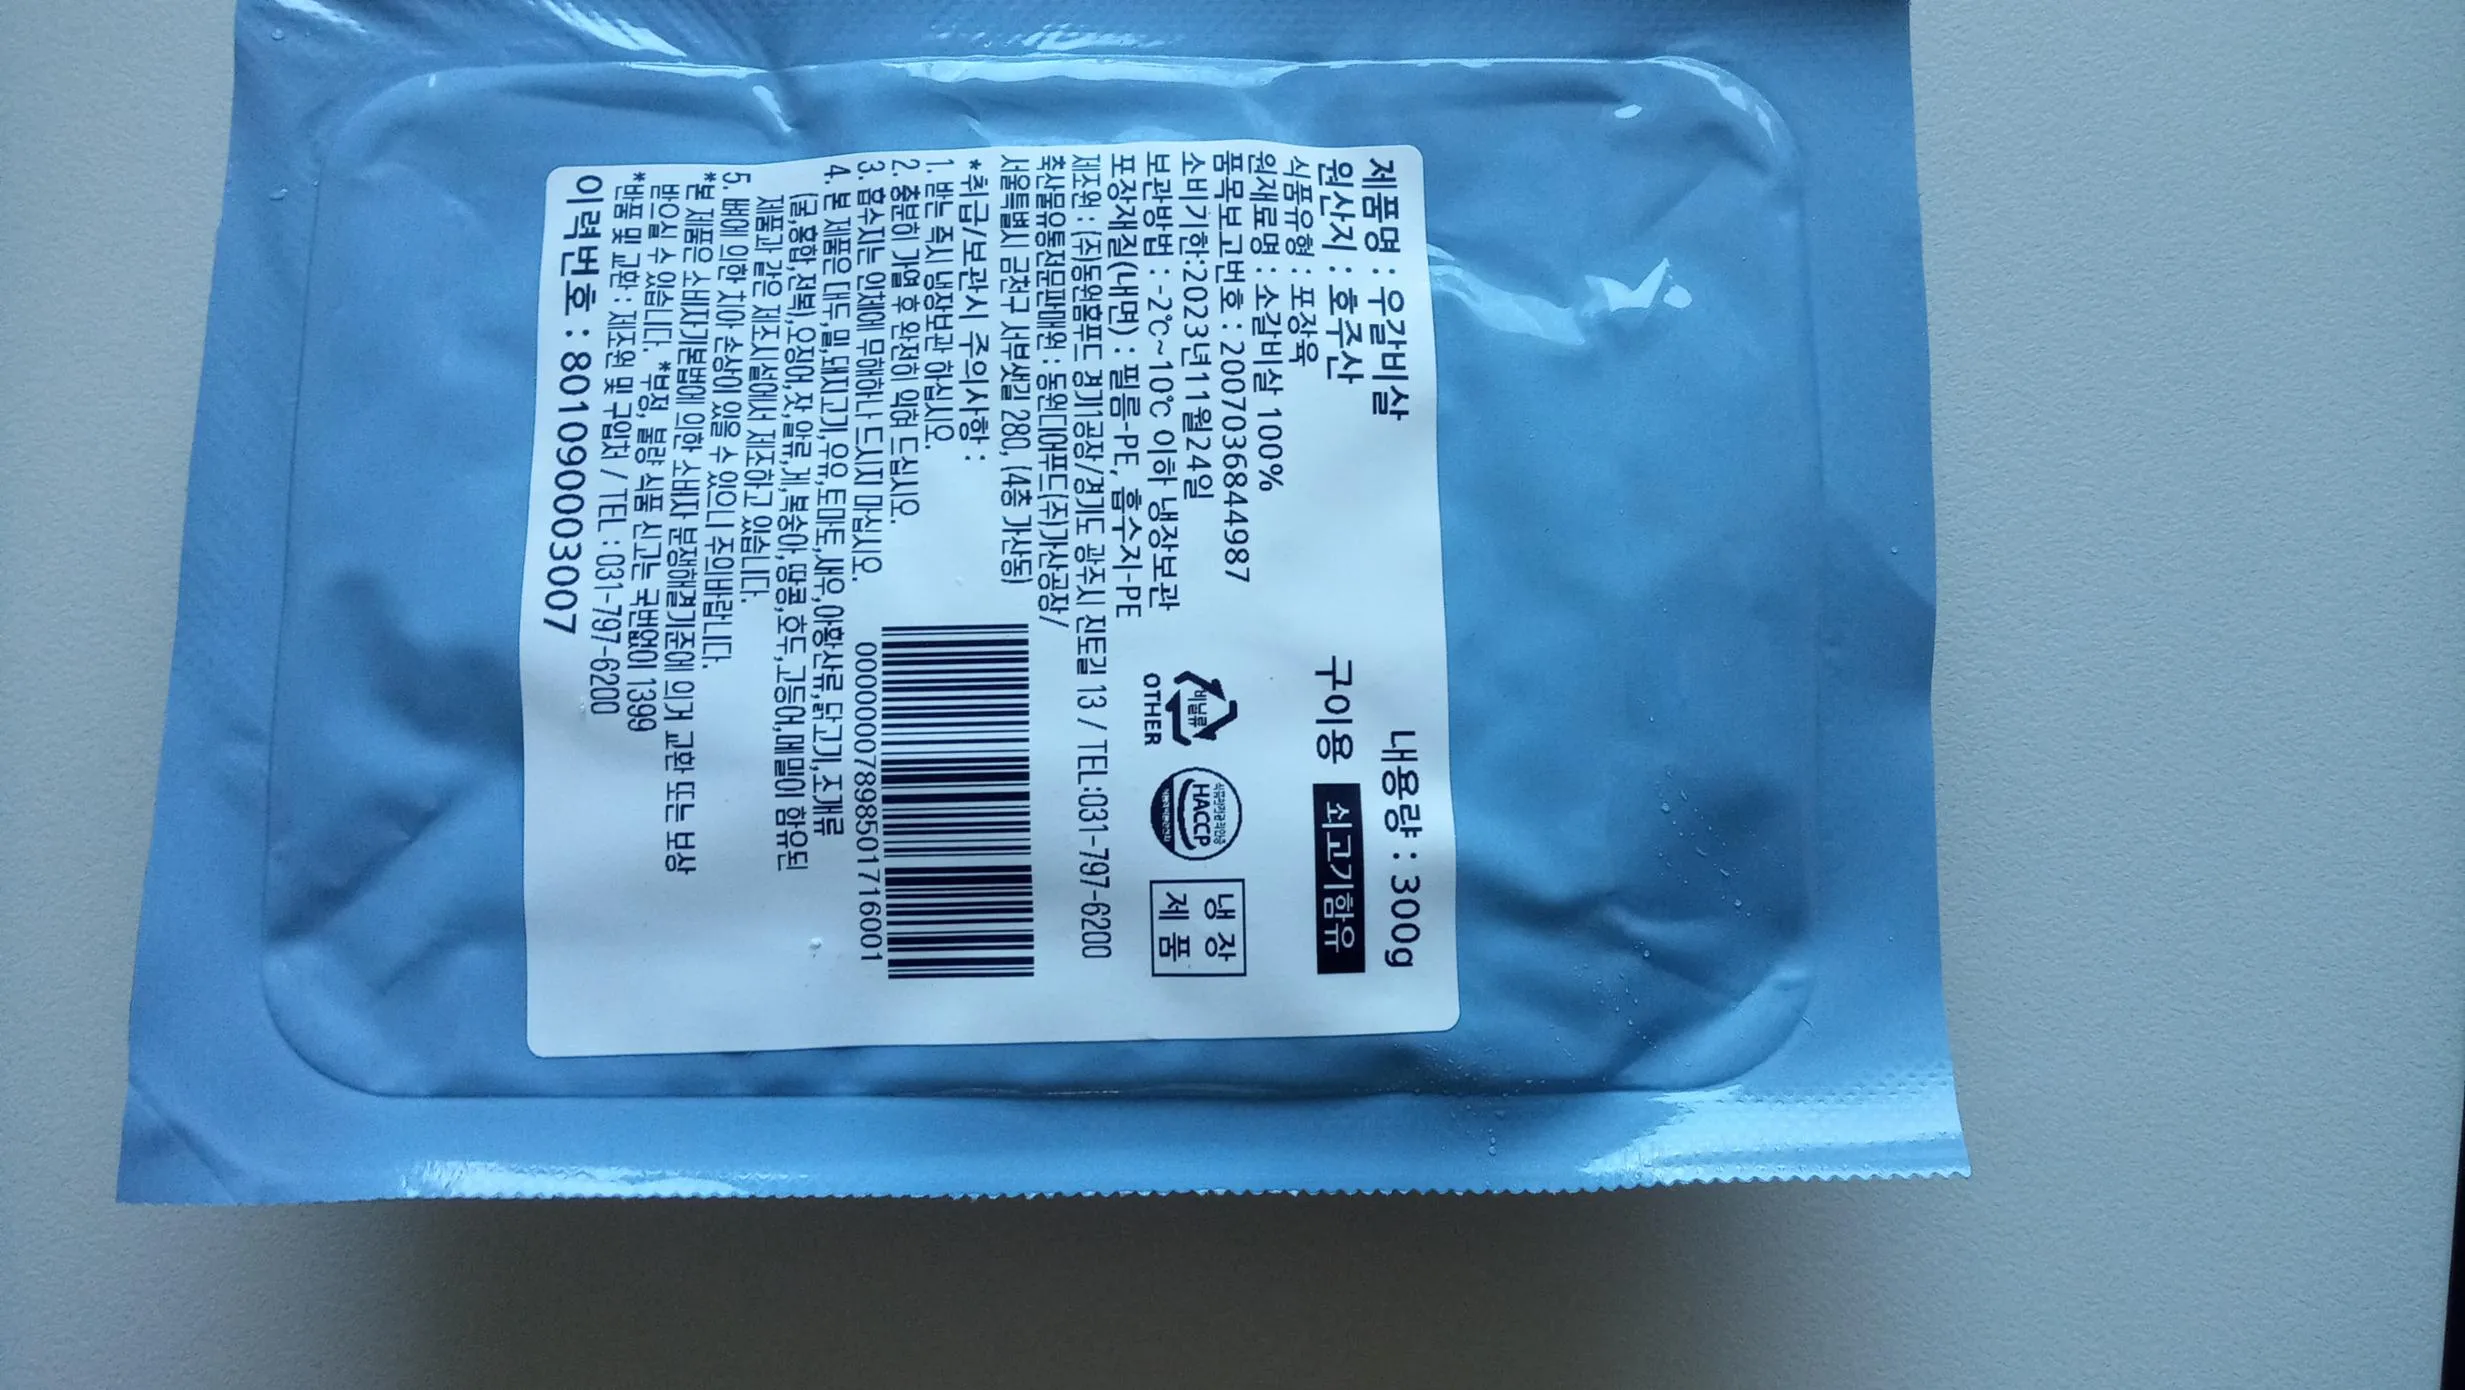 제품명 : 우갈비살
내용량 : 300g
원산지 : 호주산
구이용
쇠고기함유
식품유형 : 포장육
원재료명 : 소갈비살 100%
품목보고번호 : 2007036844987
소비기한:2023년11월24일
보관방법 : -2℃~10℃ 이하 냉장보관
포장재질(내면) : 필름-PE, 흡수지-PE
비닐류
OTHER
HACCP
냉장
제품
제조원 : (주)동원홈푸드 경기1공장/경기도 광주시 진토길 13 / TEL:031-797-6200
축산물유통전문판매원 : 동원디어푸드(주)가산공장/
서울특별시 금천구 서부샛길 280, (4층 가산동)
*취급/보관시 주의사항 :
1. 받는 즉시 냉장보관 하십시오.
2. 충분히 가열 후 완전히 익혀 드십시오.
3. 흡수지는 인체에 무해하나 드시지 마십시오.
0000000789850171600​1
4. 본 제품은 대두,밀,돼지고기,우유,토마토,새우,아황산류,닭고기,조개류
(굴,홍합,전복),오징어,잣,알류,게,복숭아,땅콩,호두,고등어,메밀이 함유된
제품과 같은 제조시설에서 제조하고 있습니다.
5. 뼈에 의한 치아 손상이 있을 수 있으니 주의바랍니다.
*본 제품은 소비자기본법에 의한 소비자 분쟁해결기준에 의거 교환 또는 보상
받으실 수 있습니다. *부정, 불량 식품 신고는 국번없이 1399
*반품 및 교환 : 제조원 및 구입처 / TEL : 031-797-6200
이력번호 : 801090003007